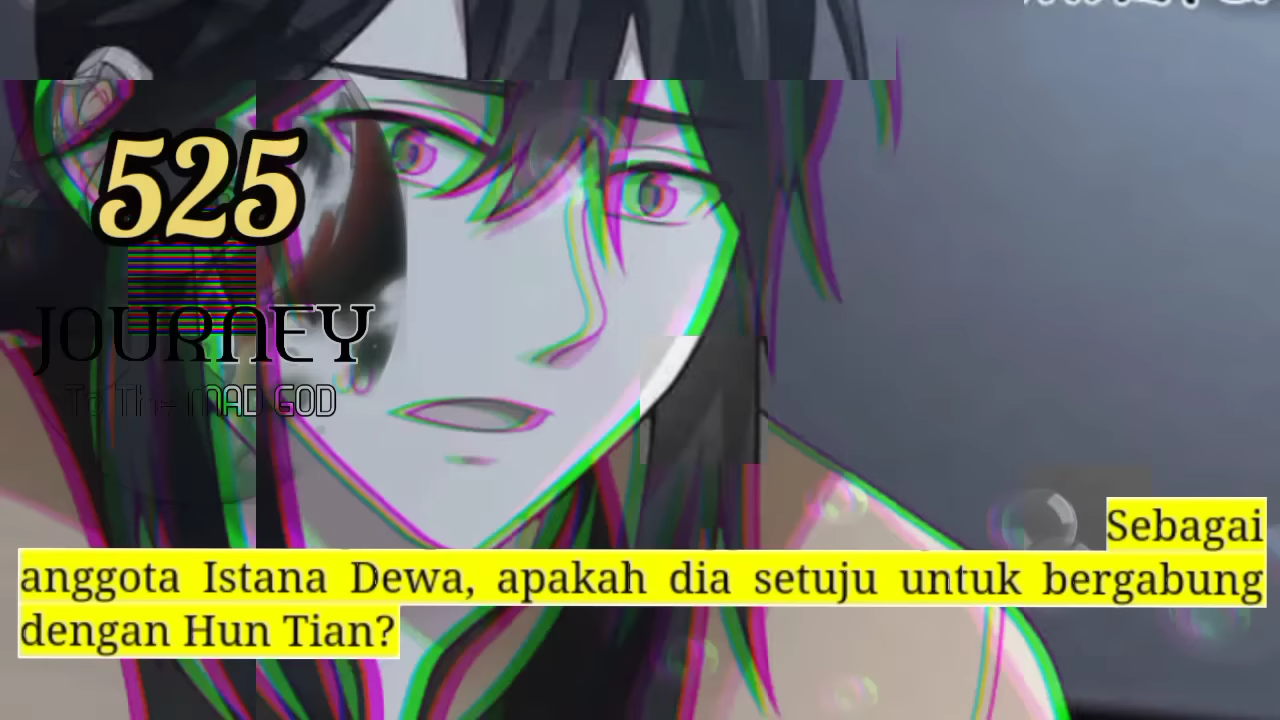 525
JOURNEY
To The MAD GOD
Sebagai
anggota Istana Dewa, apakah dia setuju untuk bergabung
dengan Hun Tian?